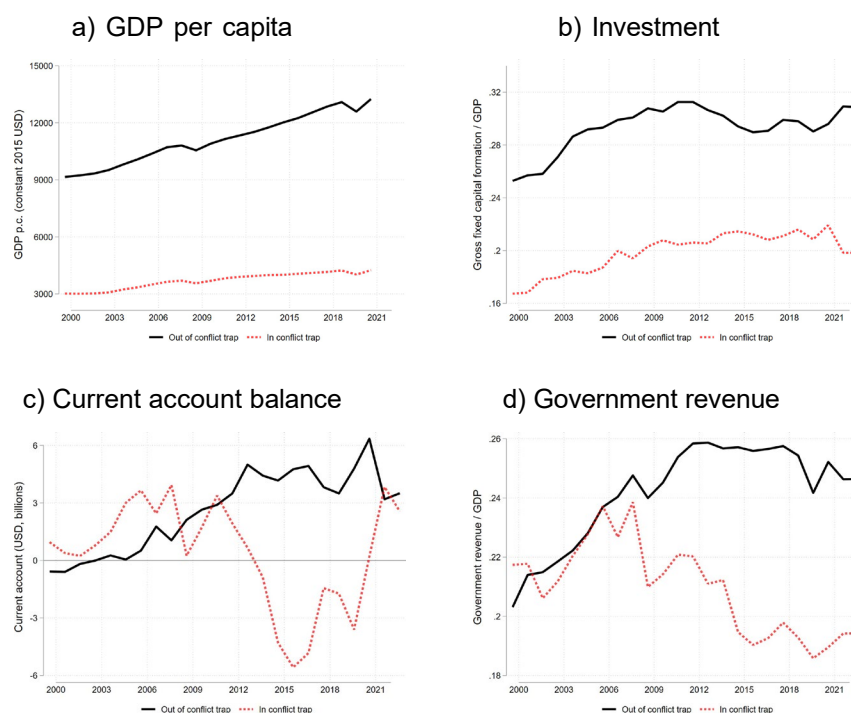 a) GDP per capita
GDP p.c. (constant 2015 USD)
15000
12000
9000
6000
3000
2000 2003 2006 2009 2012 2015 2018 2021
Out of conflict trap In conflict trap
b) Investment
Gross fixed capital formation / GDP
.32
.28
.24
.2
.16
2000 2003 2006 2009 2012 2015 2018 2021
Out of conflict trap In conflict trap
c) Current account balance
Current account (USD, billions)
6
3
0
-3
-6
2000 2003 2006 2009 2012 2015 2018 2021
Out of conflict trap In conflict trap
d) Government revenue
Government revenue / GDP
.26
.24
.22
.2
.18
2000 2003 2006 2009 2012 2015 2018 2021
Out of conflict trap In conflict trap